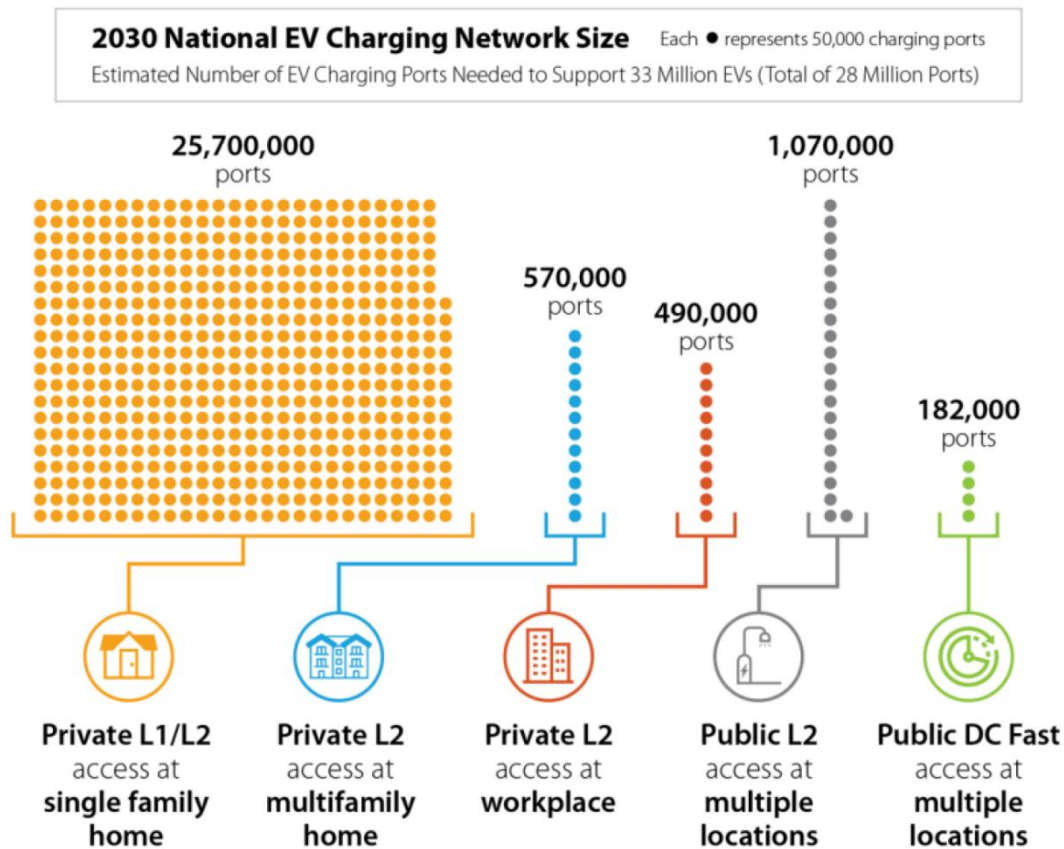 2030 National EV Charging Network Size Each ● represents 50,000 charging ports
Estimated Number of EV Charging Ports Needed to Support 33 Million EVs (Total of 28 Million Ports)
25,700,000
ports
1,070,000
ports
570,000
ports
490,000
ports
182,000
ports
Private L1/L2
access at
single family
home
Private L2
access at
multifamily
home
Private L2
access at
workplace
Public L2
access at
multiple
locations
Public DC Fast
access at
multiple
locations